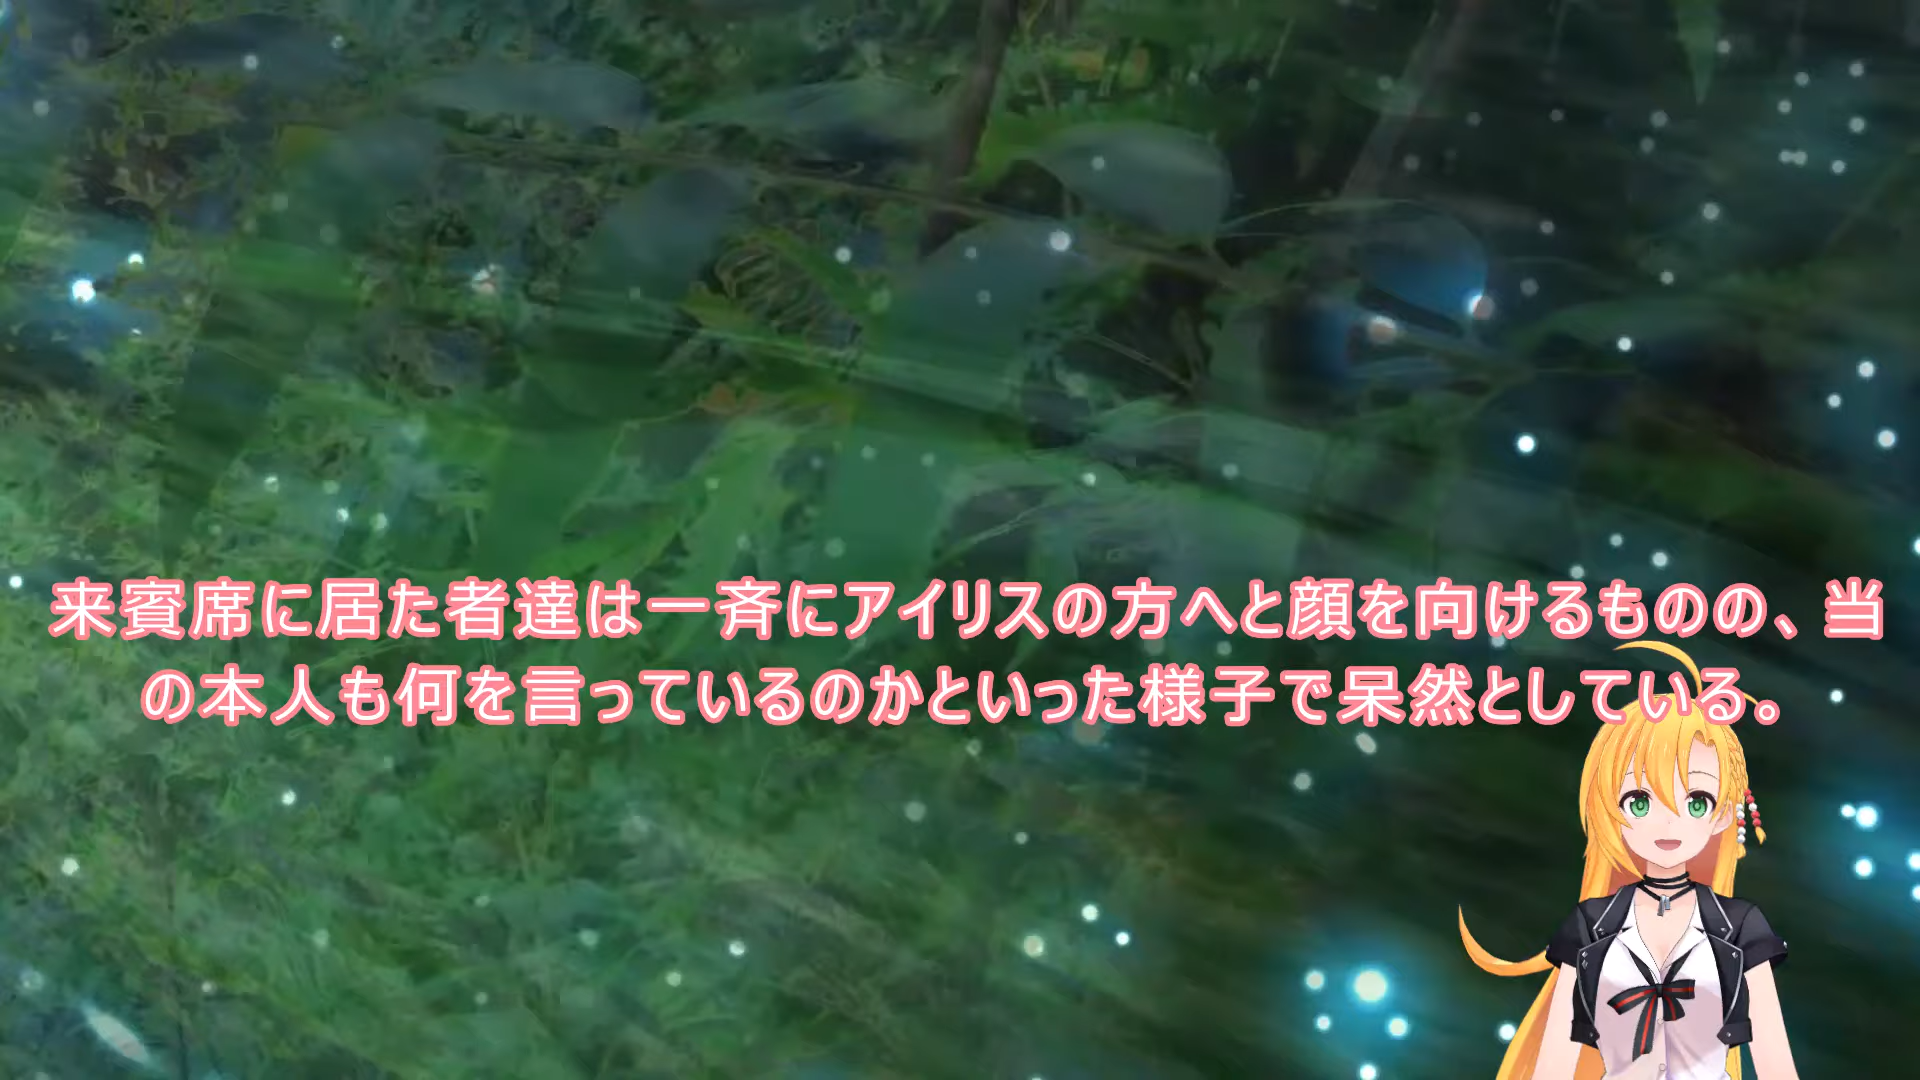 来賓席に居た者達は一斉にアイリスの方へと顔を向けるものの、当
の本人も何を言っているのかといった様子で呆然としている。